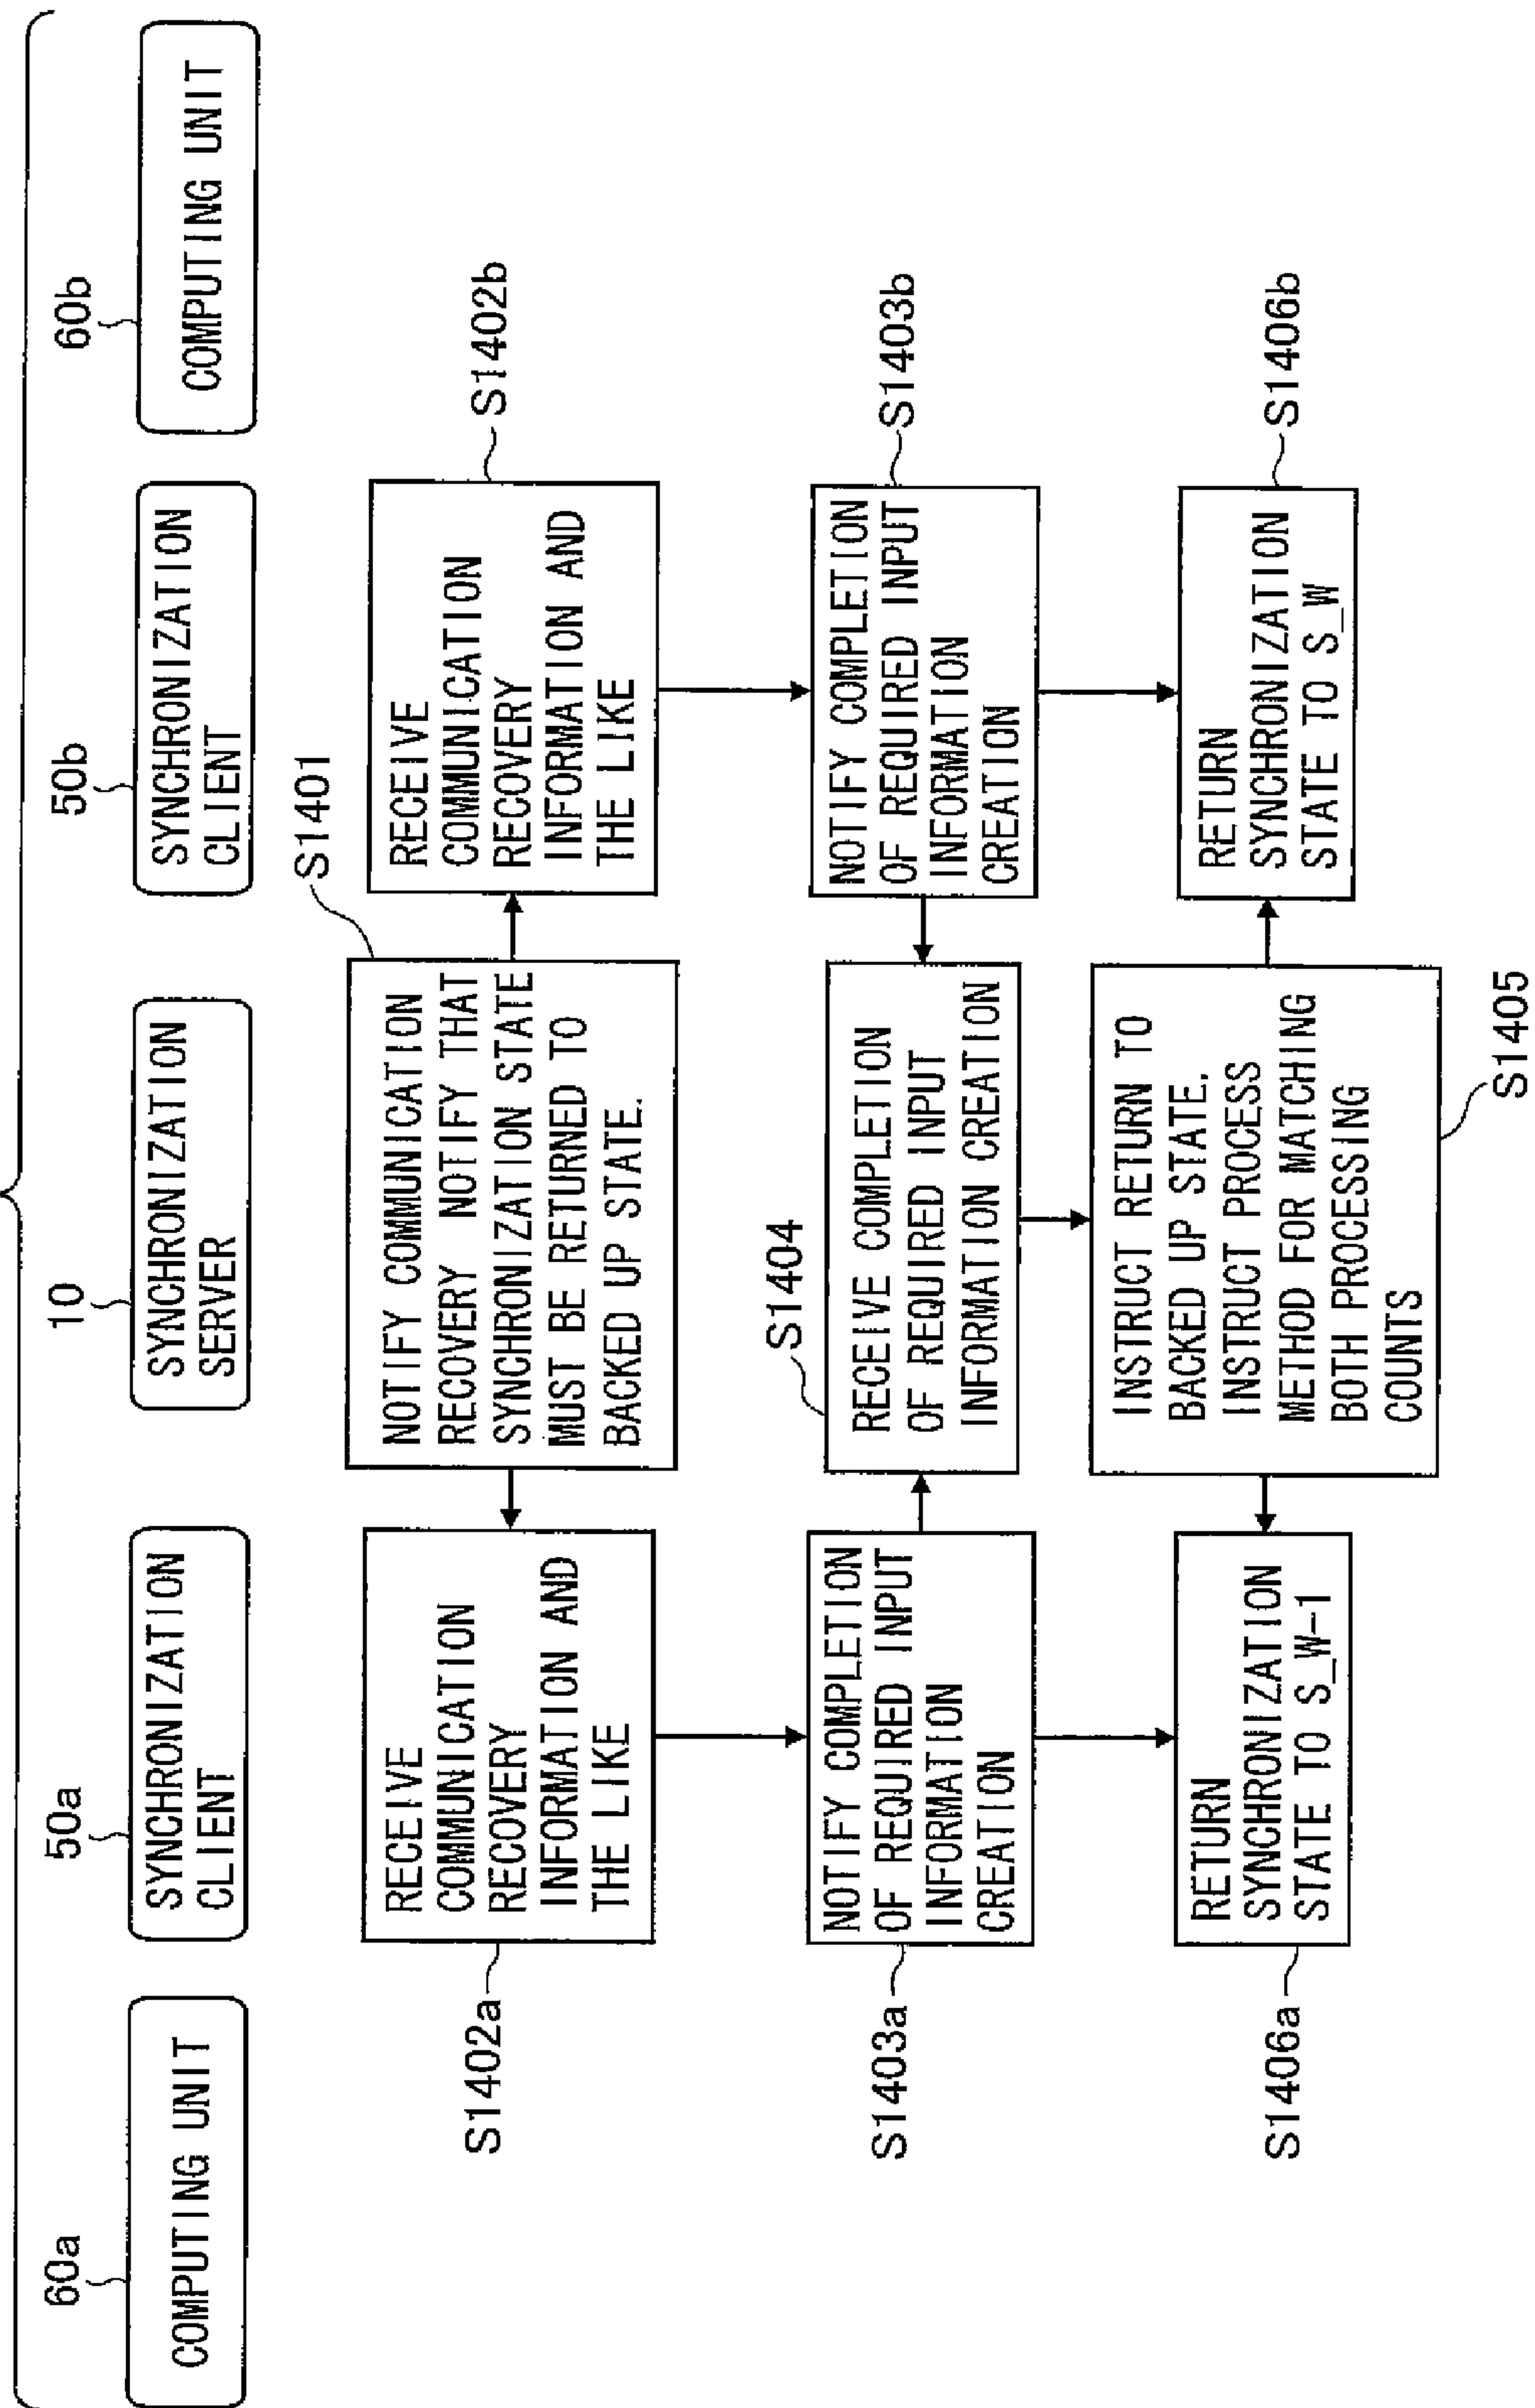 60a
COMPUTING UNIT
50a
SYNCHRONIZATION
CLIENT
10
SYNCHRONIZATION
SERVER
50b
SYNCHRONIZATION
CLIENT
60b
COMPUTING UNIT
S1401
NOTIFY COMMUNICATION
RECOVERY NOTIFY THAT
SYNCHRONIZATION STATE
MUST BE RETURNED TO
BACKED UP STATE.
S1402a
RECEIVE
COMMUNICATION
RECOVERY
INFORMATION AND
THE LIKE
S1402b
RECEIVE
COMMUNICATION
RECOVERY
INFORMATION AND
THE LIKE
S1403a
NOTIFY COMPLETION
OF REQUIRED INPUT
INFORMATION
CREATION
S1404
RECEIVE COMPLETION
OF REQUIRED INPUT
INFORMATION CREATION
S1403b
NOTIFY COMPLETION
OF REQUIRED INPUT
INFORMATION
CREATION
S1406a
RETURN
SYNCHRONIZATION
STATE TO S_W-1
INSTRUCT RETURN TO
BACKED UP STATE.
INSTRUCT PROCESS
METHOD FOR MATCHING
BOTH PROCESSING
COUNTS
S1405
RETURN
SYNCHRONIZATION
STATE TO S_W
S1406b